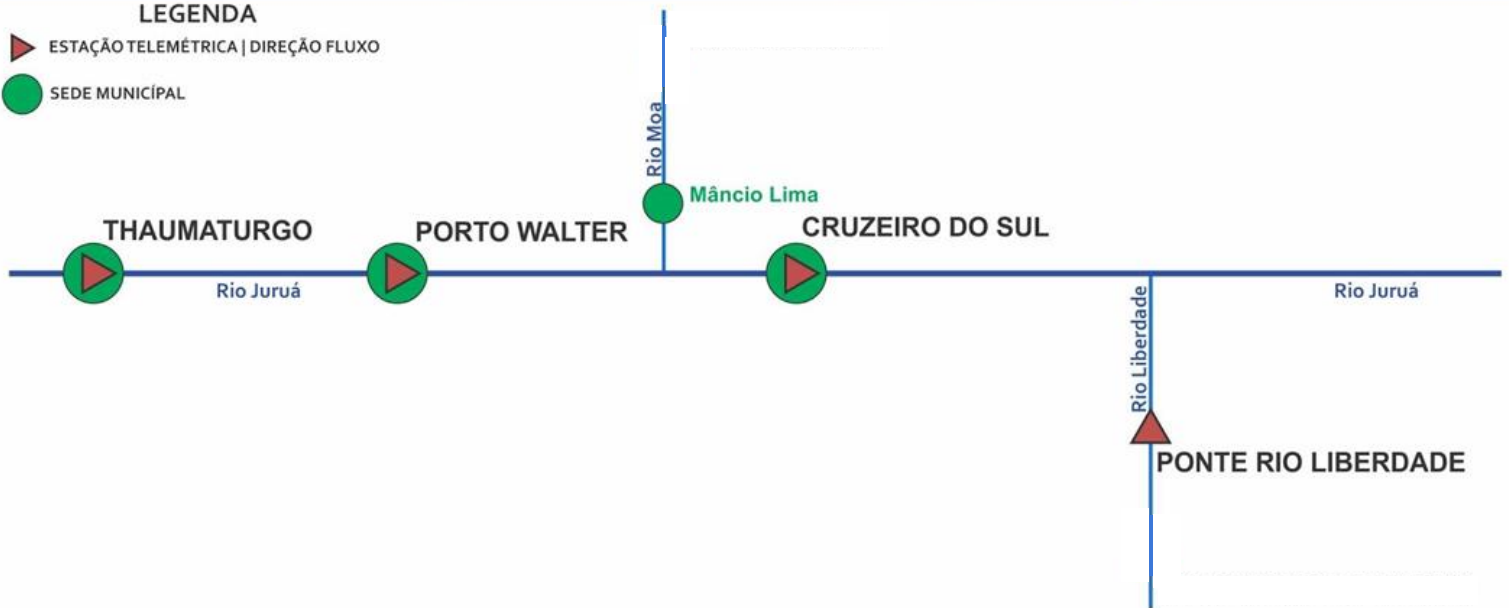 LEGENDA
ESTAÇÃO TELEMÉTRICA | DIREÇÃO FLUXO
SEDE MUNICÍPAL
Rio Moa
Mâncio Lima
THAUMATURGO
PORTO WALTER
CRUZEIRO DO SUL
Rio Juruá
Rio Juruá
Rio Liberdade
PONTE RIO LIBERDADE